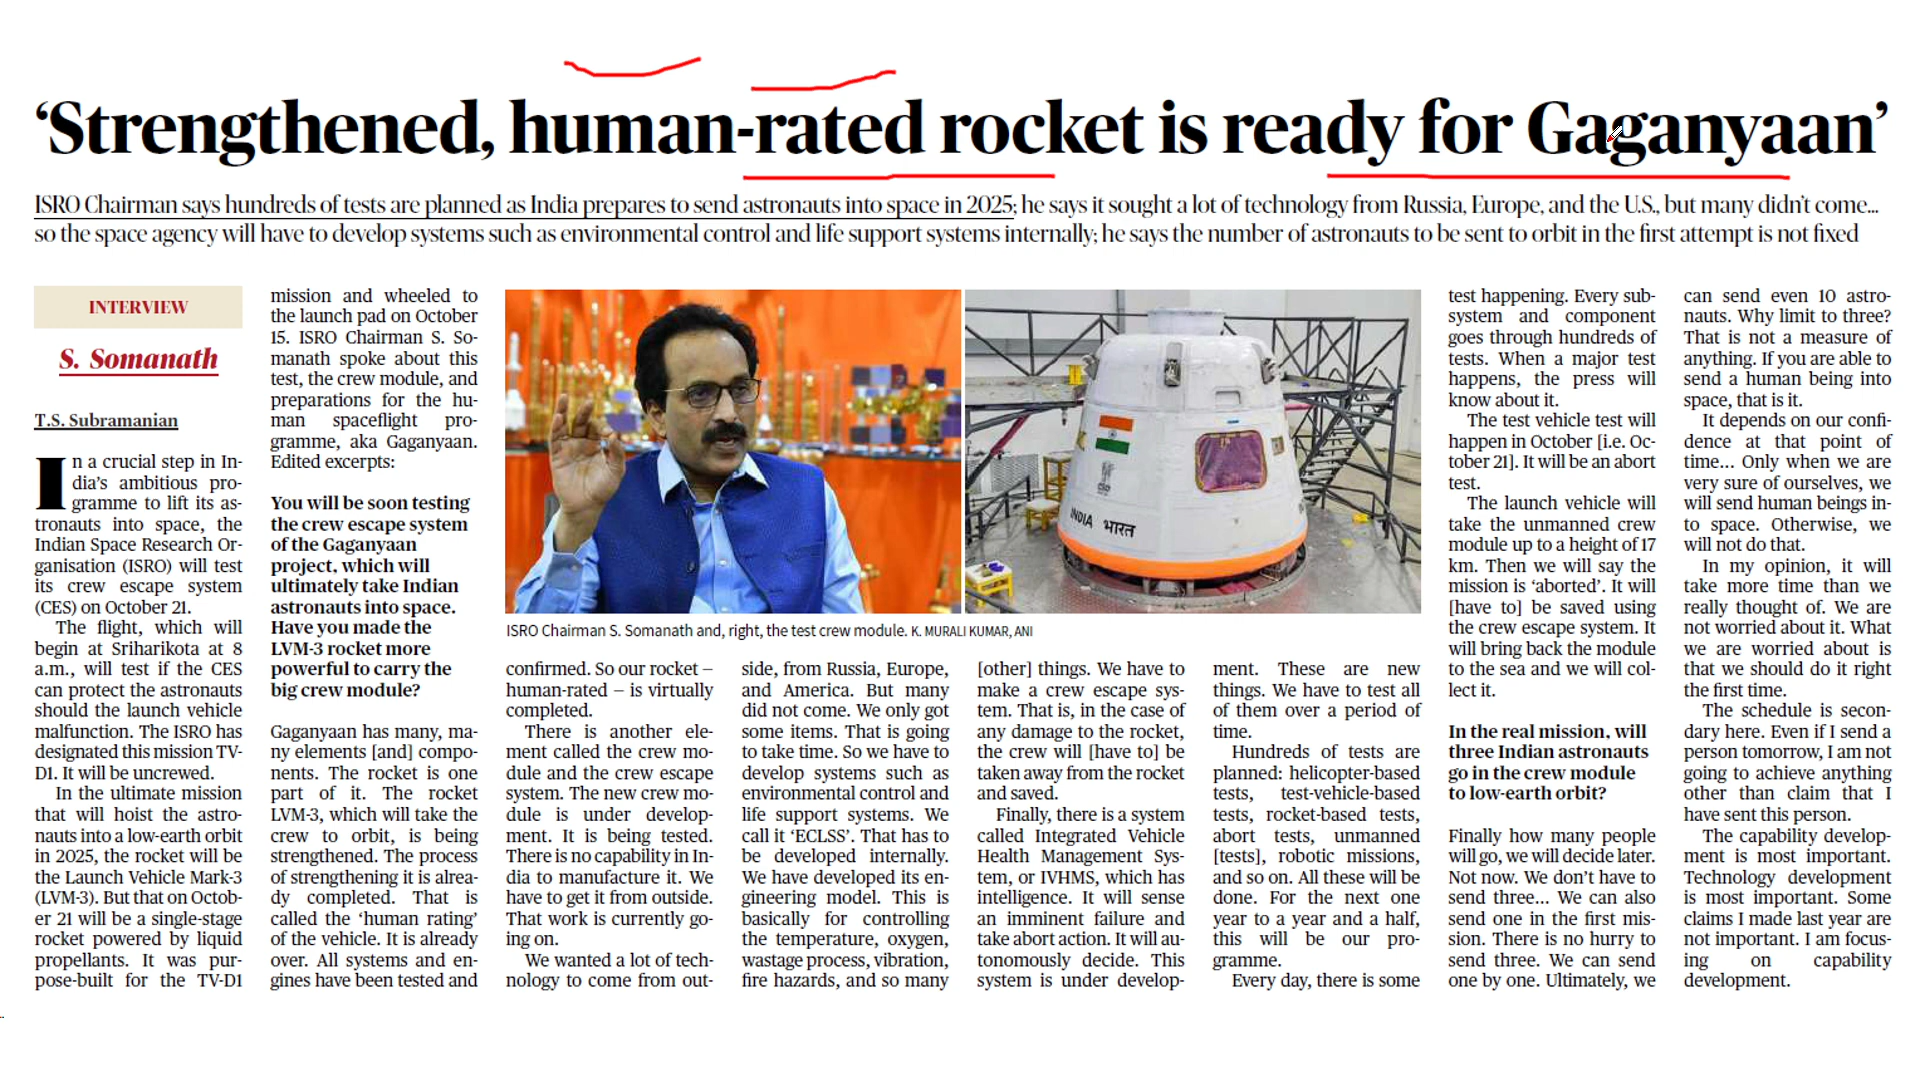 ‘Strengthened, human-rated rocket is ready for Gaganyaan’
ISRO Chairman says hundreds of tests are planned as India prepares to send astronauts into space in 2025; he says it sought a lot of technology from Russia, Europe, and the U.S., but many didn’t come...
so the space agency will have to develop systems such as environmental control and life support systems internally; he says the number of astronauts to be sent to orbit in the first attempt is not fixed
INTERVIEW
S. Somanath
T.S. Subramanian
In a crucial step in In-
dia’s ambitious pro-
gramme to lift its as-
tronauts into space, the
Indian Space Research Or-
ganisation (ISRO) will test
its crew escape system
(CES) on October 21.
The flight, which will
begin at Sriharikota at 8
a.m., will test if the CES
can protect the astronauts
should the launch vehicle
malfunction. The ISRO has
designated this mission TV-
D1. It will be uncrewed.
In the ultimate mission
that will hoist the astro-
nauts into a low-earth orbit
in 2025, the rocket will be
the Launch Vehicle Mark-3
(LVM-3). But that on Octob-
er 21 will be a single-stage
rocket powered by liquid
propellants. It was pur-
pose-built for the TV-D1
mission and wheeled to
the launch pad on October
15. ISRO Chairman S. So-
manath spoke about this
test, the crew module, and
preparations for the hu-
man spaceflight pro-
gramme, aka Gaganyaan.
Edited excerpts:
You will be soon testing
the crew escape system
of the Gaganyaan
project, which will
ultimately take Indian
astronauts into space.
Have you made the
LVM-3 rocket more
powerful to carry the
big crew module?
Gaganyaan has many, ma-
ny elements [and] compo-
nents. The rocket is one
part of it. The rocket
LVM-3, which will take the
crew to orbit, is being
strengthened. The process
of strengthening it is alrea-
dy completed. That is
called the ‘human rating’
of the vehicle. It is already
over. All systems and en-
gines have been tested and
INDIA भारत
ISRO Chairman S. Somanath and, right, the test crew module. K. MURALI KUMAR, ANI
confirmed. So our rocket –
human-rated – is virtually
completed.
There is another ele-
ment called the crew mo-
dule and the crew escape
system. The new crew mo-
dule is under develop-
ment. It is being tested.
There is no capability in In-
dia to manufacture it. We
have to get it from outside.
That work is currently go-
ing on.
We wanted a lot of tech-
nology to come from out-
side, from Russia, Europe,
and America. But many
did not come. We only got
some items. That is going
to take time. So we have to
develop systems such as
environmental control and
life support systems. We
call it ‘ECLSS’. That has to
be developed internally.
We have developed its en-
gineering model. This is
basically for controlling
the temperature, oxygen,
wastage process, vibration,
fire hazards, and so many
[other] things. We have to
make a crew escape sys-
tem. That is, in the case of
any damage to the rocket,
the crew will [have to] be
taken away from the rocket
and saved.
Finally, there is a system
called Integrated Vehicle
Health Management Sys-
tem, or IVHMS, which has
intelligence. It will sense
an imminent failure and
take abort action. It will au-
tonomously decide. This
system is under develop-
ment. These are new
things. We have to test all
of them over a period of
time.
Hundreds of tests are
planned: helicopter-based
tests, test-vehicle-based
tests, rocket-based tests,
abort tests, unmanned
[tests], robotic missions,
and so on. All these will be
done. For the next one
year to a year and a half,
this will be our pro-
gramme.
Every day, there is some
test happening. Every sub-
system and component
goes through hundreds of
tests. When a major test
happens, the press will
know about it.
The test vehicle test will
happen in October [i.e. Oc-
tober 21]. It will be an abort
test.
The launch vehicle will
take the unmanned crew
module up to a height of 17
km. Then we will say the
mission is ‘aborted’. It will
[have to] be saved using
the crew escape system. It
will bring back the module
to the sea and we will col-
lect it.
In the real mission, will
three Indian astronauts
go in the crew module
to low-earth orbit?
Finally how many people
will go, we will decide later.
Not now. We don’t have to
send three... We can also
send one in the first mis-
sion. There is no hurry to
send three. We can send
one by one. Ultimately, we
can send even 10 astro-
nauts. Why limit to three?
That is not a measure of
anything. If you are able to
send a human being into
space, that is it.
It depends on our confi-
dence at that point of
time... Only when we are
very sure of ourselves, we
will send human beings in-
to space. Otherwise, we
will not do that.
In my opinion, it will
take more time than we
really thought of. We are
not worried about it. What
we are worried about is
that we should do it right
the first time.
The schedule is secon-
dary here. Even if I send a
person tomorrow, I am not
going to achieve anything
other than claim that I
have sent this person.
The capability develop-
ment is most important.
Technology development
is most important. Some
claims I made last year are
not important. I am focus-
ing on capability
development.